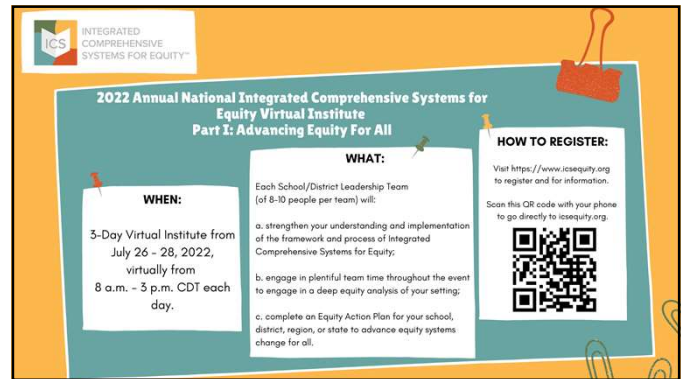 ICS
INTEGRATED
COMPREHENSIVE
SYSTEMS FOR EQUITY™
2022 Annual National Integrated Comprehensive Systems for
Equity Virtual Institute
Part I: Advancing Equity For All
WHEN:
3-Day Virtual Institute from
July 26 - 28, 2022,
virtually from
8 a.m. - 3 p.m. CDT each
day.
WHAT:
Each School/District Leadership Team
(of 8-10 people per team) will:
a. strengthen your understanding and implementation
of the framework and process of Integrated
Comprehensive Systems for Equity;
b. engage in plentiful team time throughout the event
to engage in a deep equity analysis of your setting;
c. complete an Equity Action Plan for your school,
district, region, or state to advance equity systems
change for all.
HOW TO REGISTER:
Visit https://www.icsequity.org
to register and for information.
Scan this QR code with your phone
to go directly to icsequity.org.